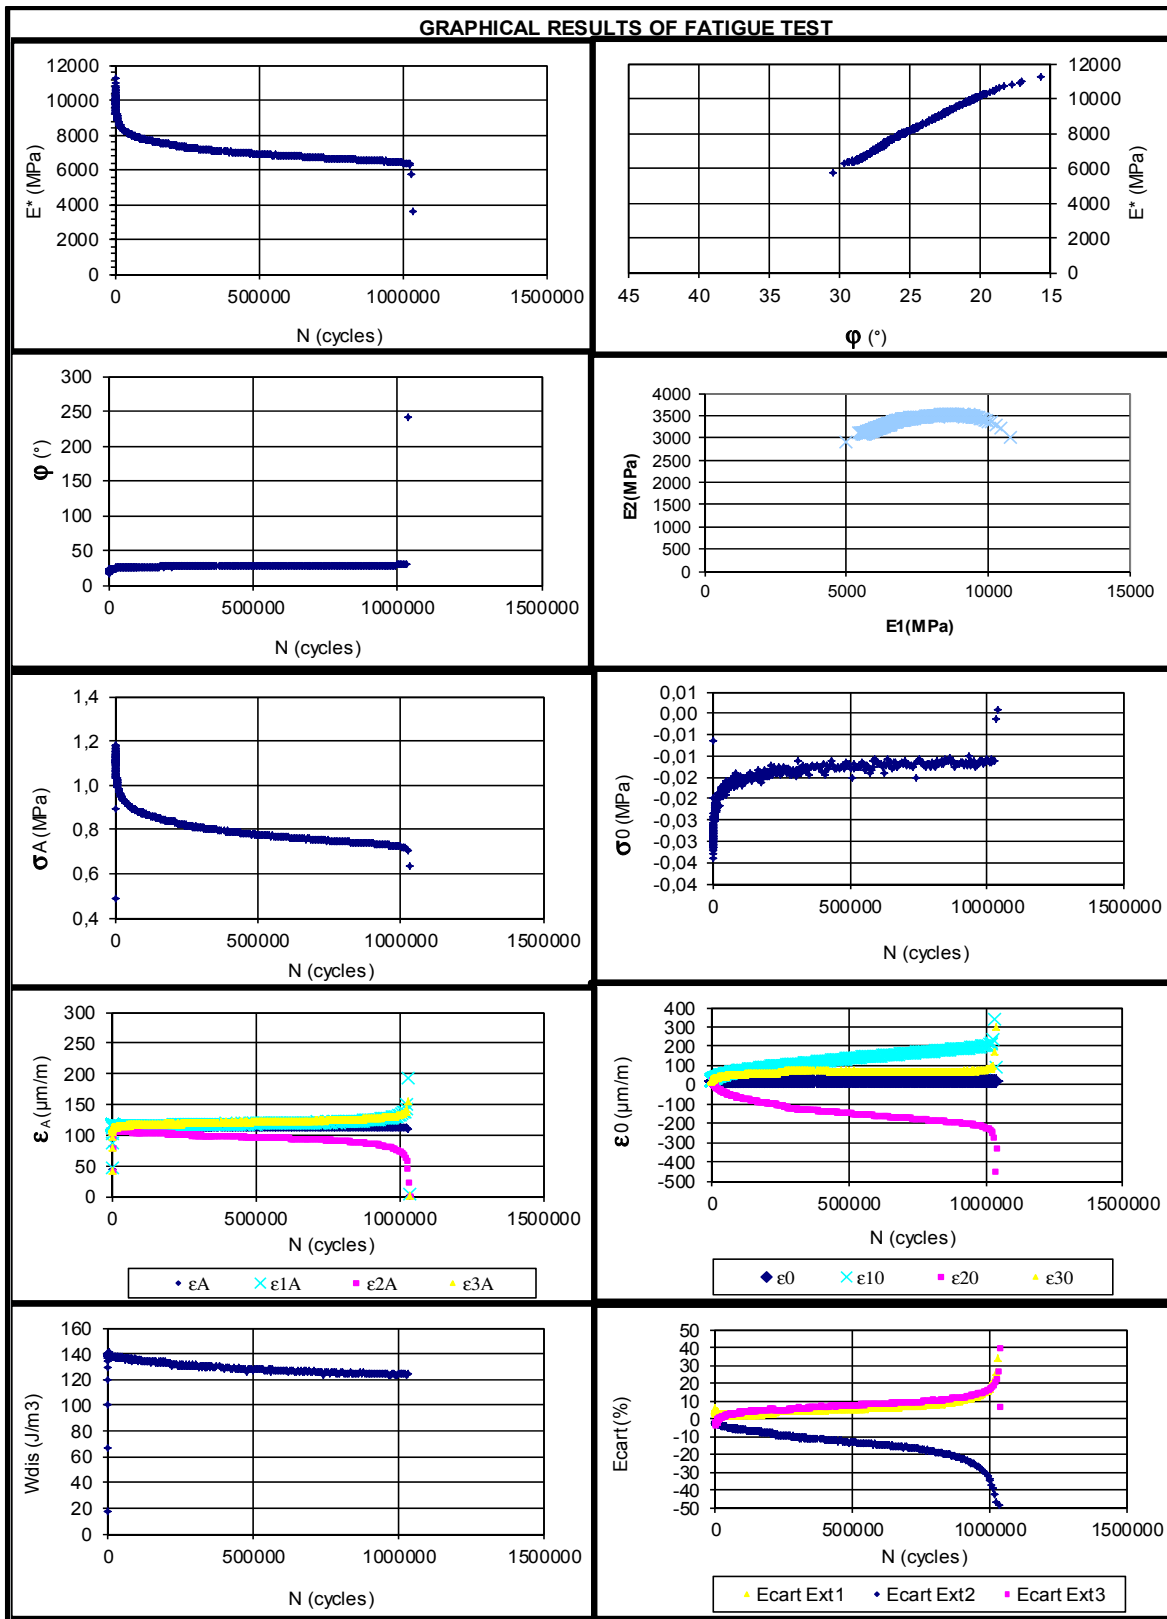 GRAPHICAL RESULTS OF FATIGUE TEST
12000
10000
8000
6000
4000
2000
0
E* (MPa)
0 500000 1000000 1500000
N (cycles)
12000
10000
8000
6000
4000
2000
0
E* (MPa)
45 40 35 30 25 20 15
φ (°)
300
250
200
150
100
50
0
φ (°)
0 500000 1000000 1500000
N (cycles)
4000
3500
3000
2500
2000
1500
1000
500
0
E2(MPa)
0 5000 10000 15000
E1(MPa)
1,4
1,2
1,0
0,8
0,6
0,4
σA (MPa)
0 500000 1000000 1500000
N (cycles)
0,01
0,00
-0,01
-0,01
-0,02
-0,02
-0,03
-0,03
-0,04
-0,04
σ0 (MPa)
0 500000 1000000 1500000
N (cycles)
300
250
200
150
100
50
0
εA (µm/m)
0 500000 1000000 1500000
N (cycles)
εA ε1A ε2A ε3A
400
300
200
100
0
-100
-200
-300
-400
-500
ε0 (µm/m)
0 500000 1000000 1500000
N (cycles)
ε0 ε10 ε20 ε30
160
140
120
100
80
60
40
20
0
Wdis (J/m3)
0 500000 1000000 1500000
N (cycles)
50
40
30
20
10
0
-10
-20
-30
-40
-50
Ecart (%)
0 500000 1000000 1500000
N (cycles)
Ecart Ext1 Ecart Ext2 Ecart Ext3